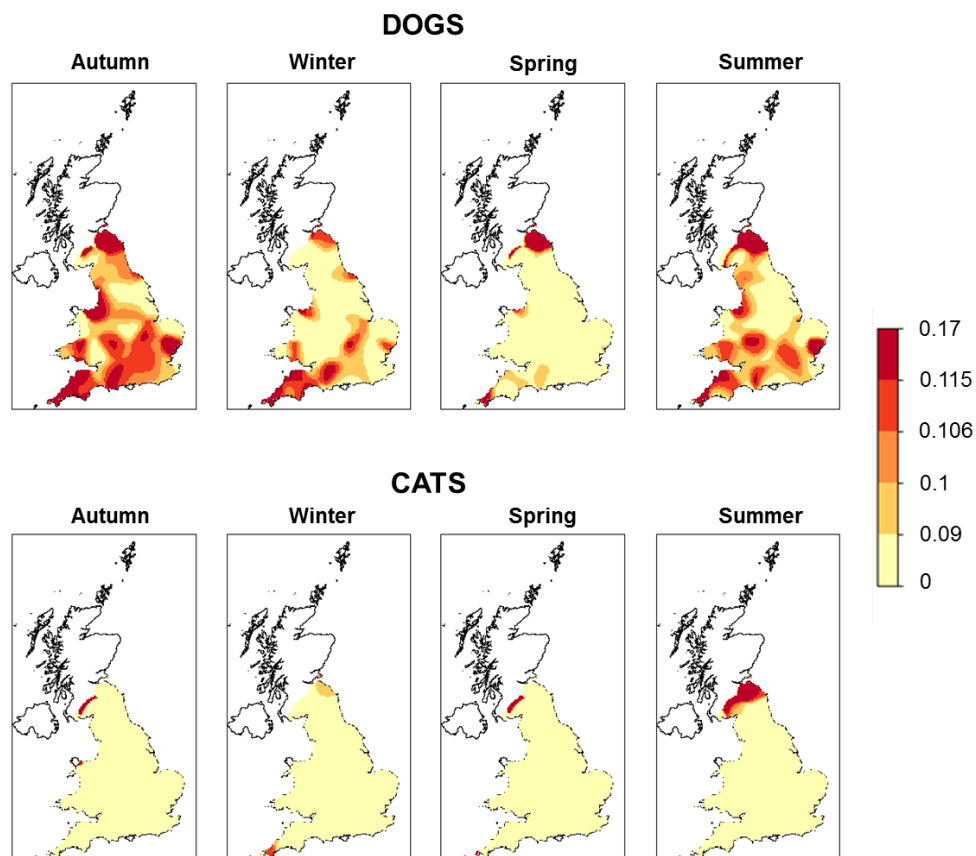 DOGS
Autumn Winter Spring Summer
0.17
0.115
0.106
0.1
0.09
0
CATS
Autumn Winter Spring Summer